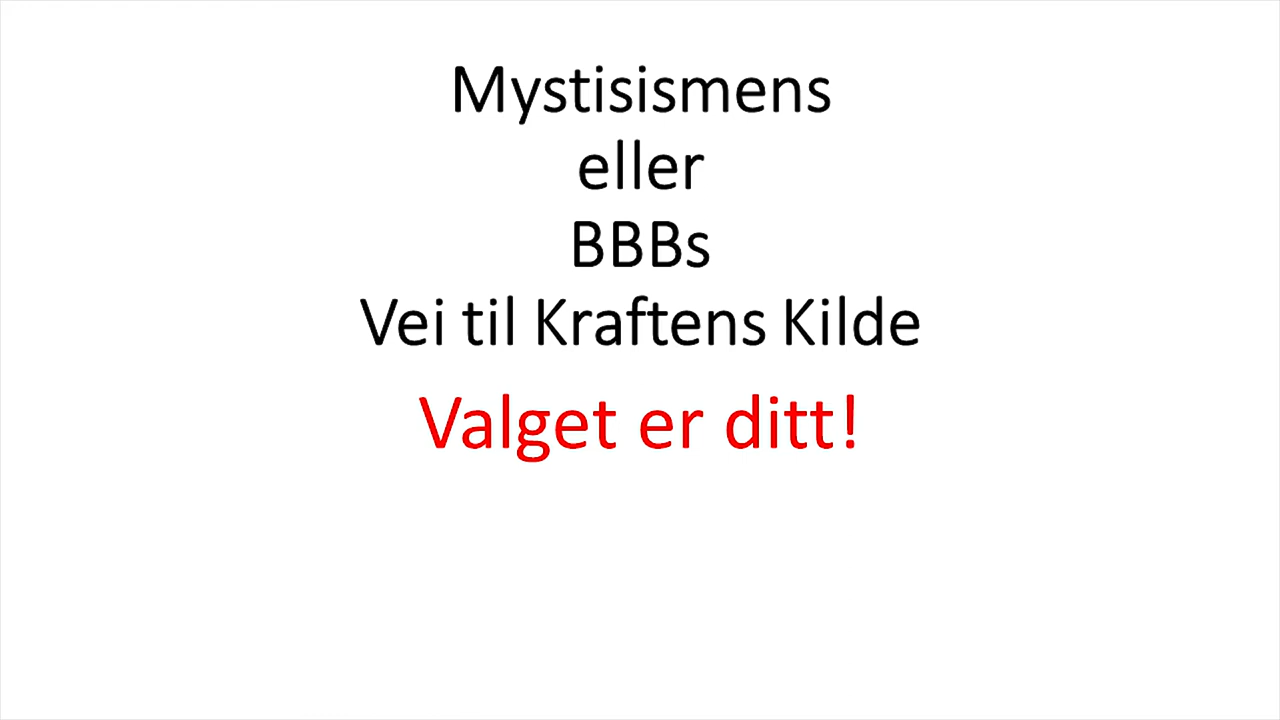 Mystisismens
eller
BBBs
Vei til Kraftens Kilde
Valget er ditt!